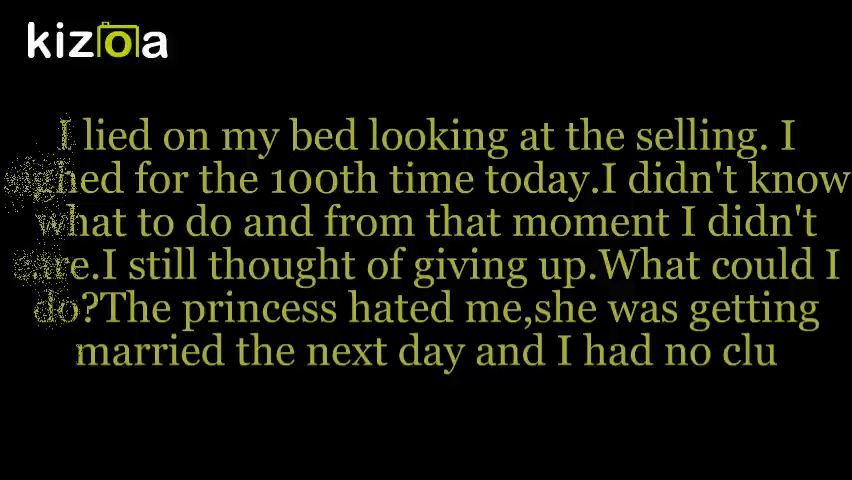 kizoa
I lied on my bed looking at the selling. I
sighed for the 100th time today.I didn't know
what to do and from that moment I didn't
care.I still thought of giving up.What could I
do?The princess hated me,she was getting
married the next day and I had no clu